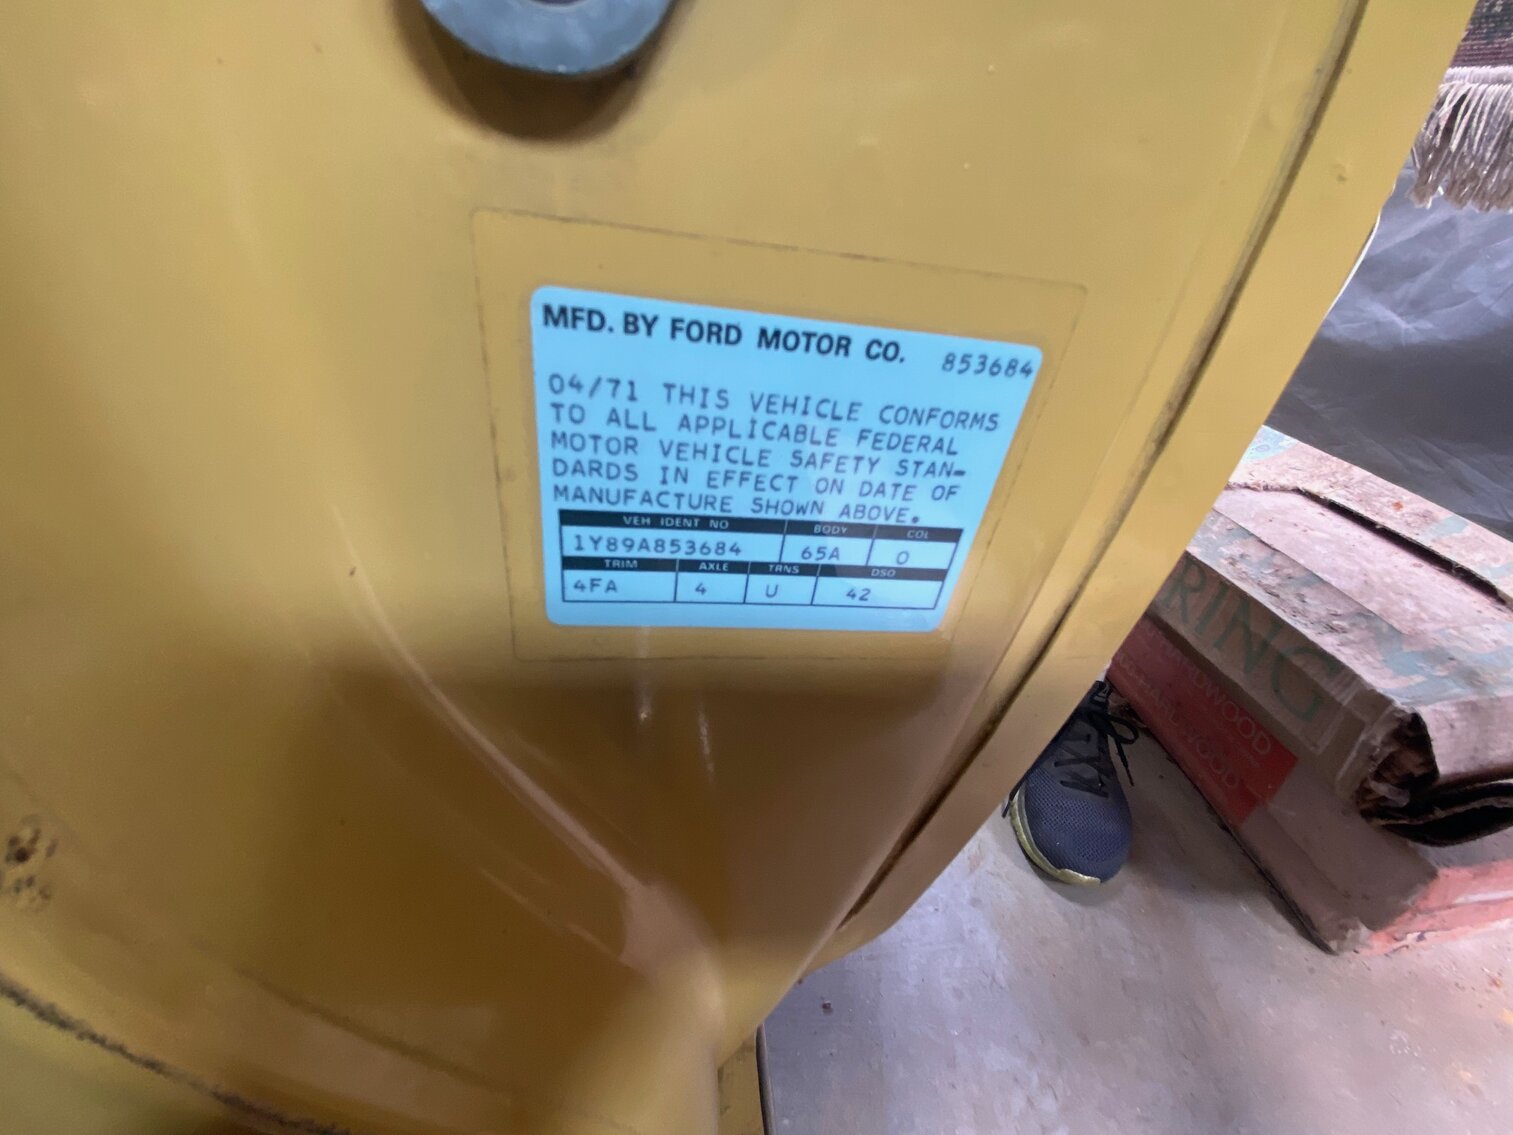 MFD. BY FORD MOTOR CO. 853684
04/71 THIS VEHICLE CONFORMS
TO ALL APPLICABLE FEDERAL
MOTOR VEHICLE SAFETY STAN-
DARDS IN EFFECT ON DATE OF
MANUFACTURE SHOWN ABOVE.
VEH IDENT NO BODY COL
1Y89A853684 65A O
TRIM AXLE TRNS DSO
4FA 4 U 42
RING
HARDWOOD